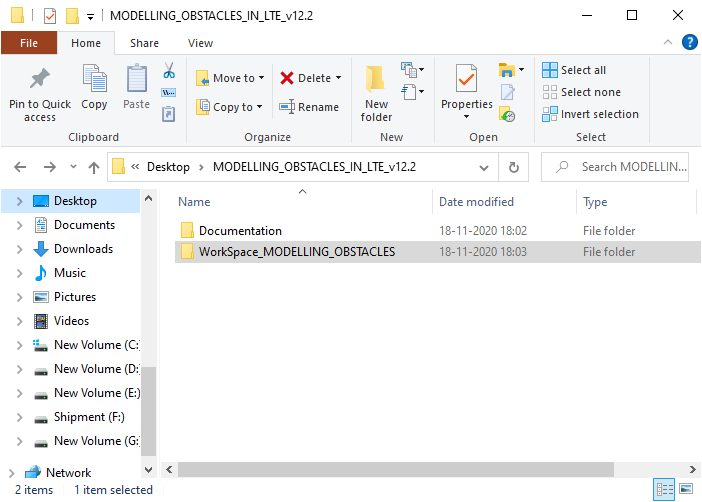 MODELLING_OBSTACLES_IN_LTE_v12.2
File Home Share View
Pin to Quick access
Copy
Paste
Move to
Copy to
Delete
Rename
New folder
Properties
Select all
Select none
Invert selection
Clipboard Organize New Open Select
« Desktop > MODELLING_OBSTACLES_IN_LTE_v12.2
Search MODELLIN...
Name Date modified Type
Documentation 18-11-2020 18:02 File folder
WorkSpace_MODELLING_OBSTACLES 18-11-2020 18:03 File folder
Desktop
Documents
Downloads
Music
Pictures
Videos
New Volume (C:
New Volume (D:
New Volume (E:)
Shipment (F:)
New Volume (G:
Network
2 items 1 item selected